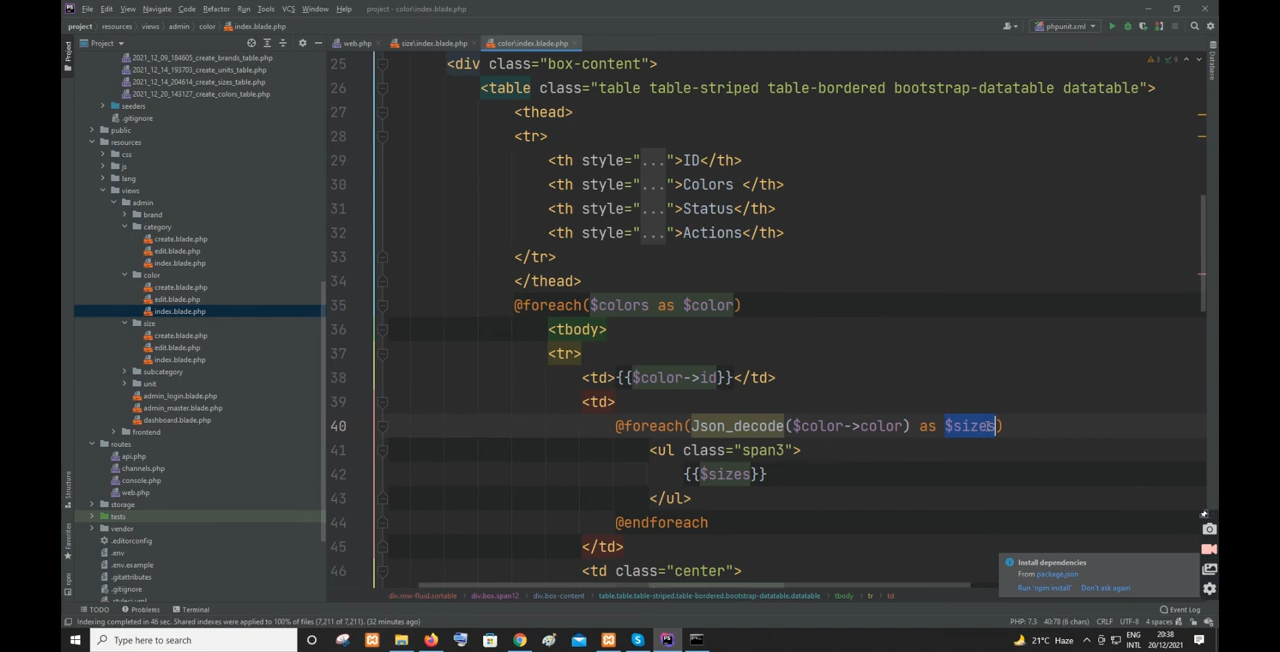 File Edit View Navigate Code Refactor Run Tools VCS Window Help project - color\index.blade.php
project resources views admin color index.blade.php phpunit.xml
Project web.php size\index.blade.php color\index.blade.php
2021_12_09_184651_create_brands_table.php
2021_12_14_193703_create_units_table.php
2021_12_14_204614_create_sizes_table.php
2021_12_20_143127_create_colors_table.php
seeders
.gitignore
public
resources
css
js
lang
views
admin
brand
category
create.blade.php
edit.blade.php
index.blade.php
color
create.blade.php
edit.blade.php
index.blade.php
size
create.blade.php
edit.blade.php
index.blade.php
subcategory
unit
admin_login.blade.php
admin_master.blade.php
dashboard.blade.php
frontend
routes
api.php
channels.php
console.php
web.php
storage
tests
vendor
.editorconfig
.env
.env.example
.gitattributes
.gitignore
Project
Structure
Favorites
npm
Database
25 <div class="box-content">
26 <table class="table table-striped table-bordered bootstrap-datatable datatable">
27 <thead>
28 <tr>
29 <th style="...">ID</th>
30 <th style="...">Colors </th>
31 <th style="...">Status</th>
32 <th style="...">Actions</th>
33 </tr>
34 </thead>
35 @foreach($colors as $color)
36 <tbody>
37 <tr>
38 <td>{{$color->id}}</td>
39 <td>
40 @foreach(Json_decode($color->color) as $sizes)
41 <ul class="span3">
42 {{$sizes}}
43 </ul>
44 @endforeach
45 </td>
46 <td class="center">
Install dependencies
From package.json
Run 'npm install' Don't ask again
div.row-fluid.sortable div.box.span12 div.box-content table.table.table-striped.table-bordered.bootstrap-datatable.datatable tbody tr td
TODO Problems Terminal Event Log
Indexing completed in 46 sec. Shared indexes were applied to 100% of files (7,211 of 7,211). (32 minutes ago) PHP: 7.3 40:78 (6 chars) CRLF UTF-8 4 spaces
Type here to search 21°C Haze ENG INTL 20:38 20/12/2021